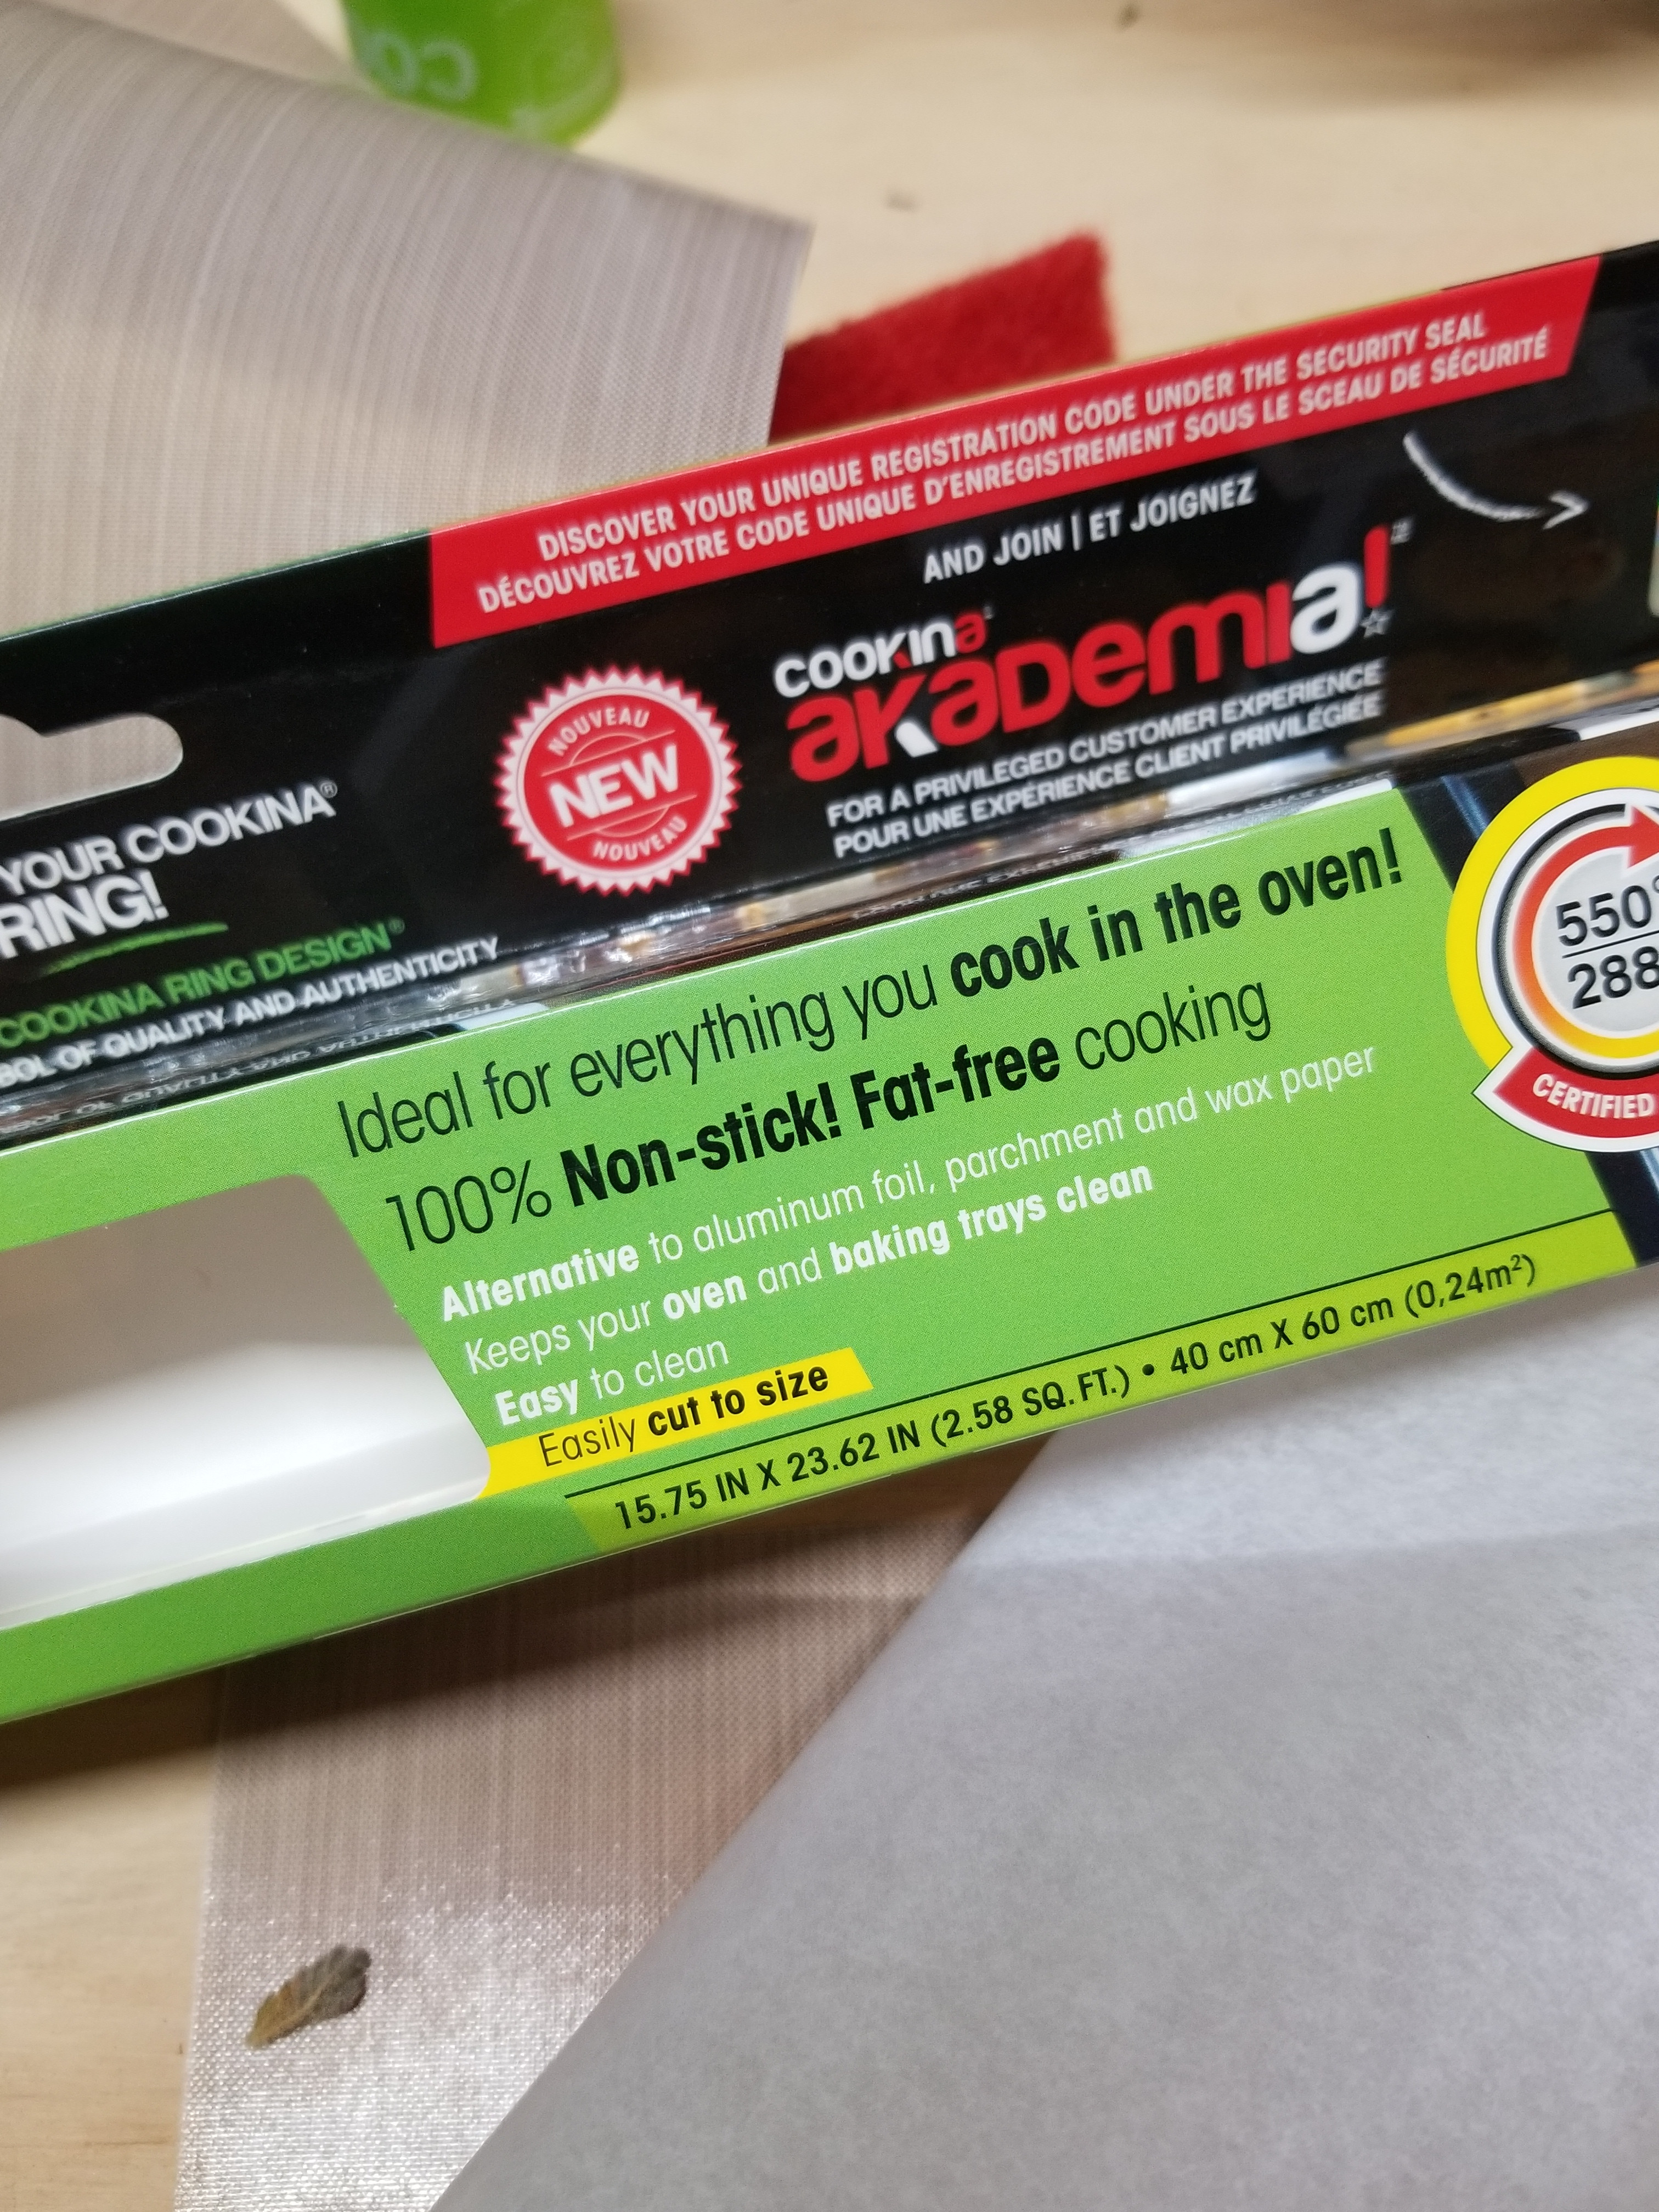 DISCOVER YOUR UNIQUE REGISTRATION CODE UNDER THE SECURITY SEAL
DÉCOUVREZ VOTRE CODE UNIQUE D'ENREGISTREMENT SOUS LE SCEAU DE SÉCURITÉ
AND JOIN | ET JOIGNEZ
cookina
akademia!
FOR A PRIVILEGED CUSTOMER EXPERIENCE
POUR UNE EXPÉRIENCE CLIENT PRIVILÉGIÉE
NOUVEAU
NEW
NOUVEAU
YOUR COOKINA®
RING!
COOKINA RING DESIGN®
OF QUALITY AND AUTHENTICITY
Ideal for everything you cook in the oven!
100% Non-stick! Fat-free cooking
Alternative to aluminum foil, parchment and wax paper
Keeps your oven and baking trays clean
Easy to clean
Easily cut to size
15.75 IN X 23.62 IN (2.58 SQ. FT.) • 40 cm X 60 cm (0,24m²)
550°
288
CERTIFIED